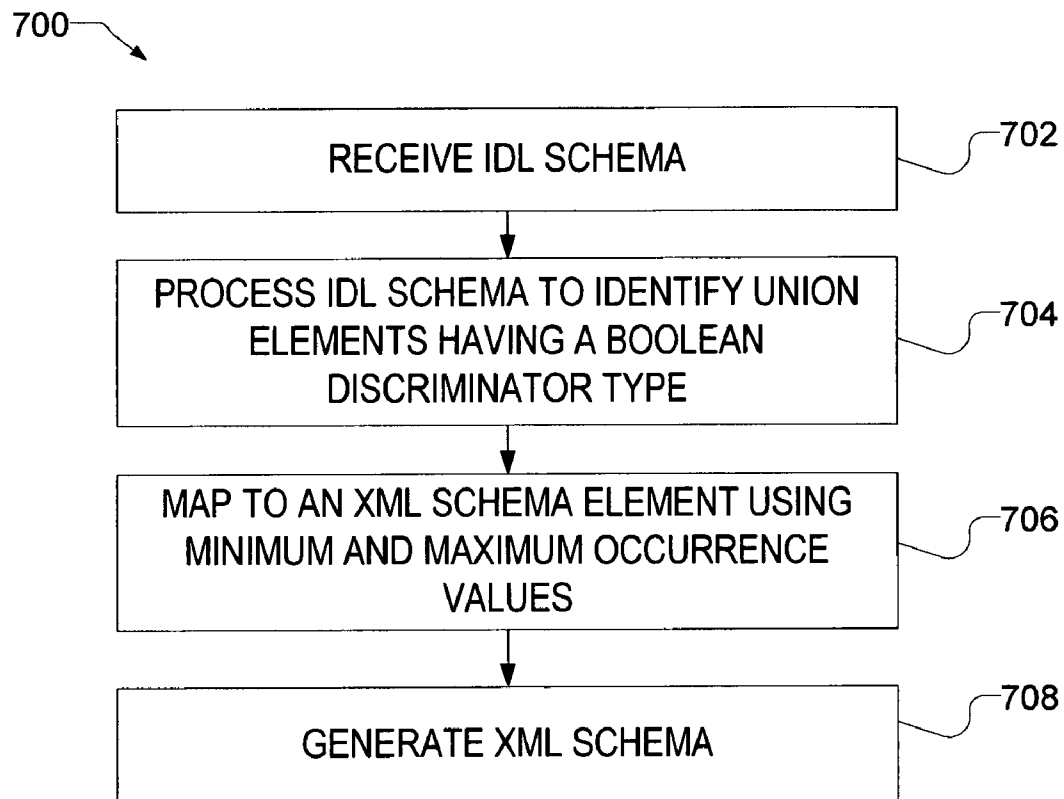 700
RECEIVE IDL SCHEMA
702
PROCESS IDL SCHEMA TO IDENTIFY UNION
ELEMENTS HAVING A BOOLEAN
DISCRIMINATOR TYPE
704
MAP TO AN XML SCHEMA ELEMENT USING
MINIMUM AND MAXIMUM OCCURRENCE
VALUES
706
GENERATE XML SCHEMA
708